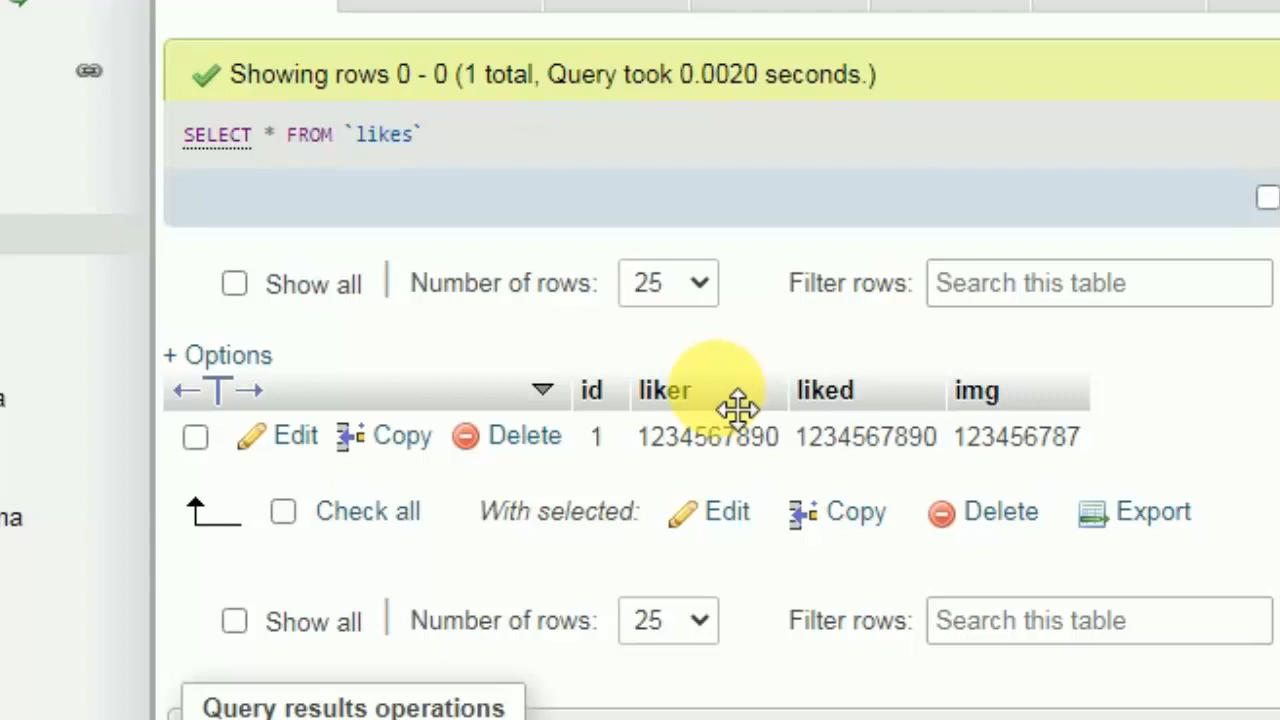 Showing rows 0 - 0 (1 total, Query took 0.0020 seconds.)
SELECT * FROM `likes`
Show all Number of rows: 25 Filter rows: Search this table
+ Options
id liker liked img
Edit Copy Delete 1 1234567890 1234567890 123456787
Check all With selected: Edit Copy Delete Export
Show all Number of rows: 25 Filter rows: Search this table
Query results operations